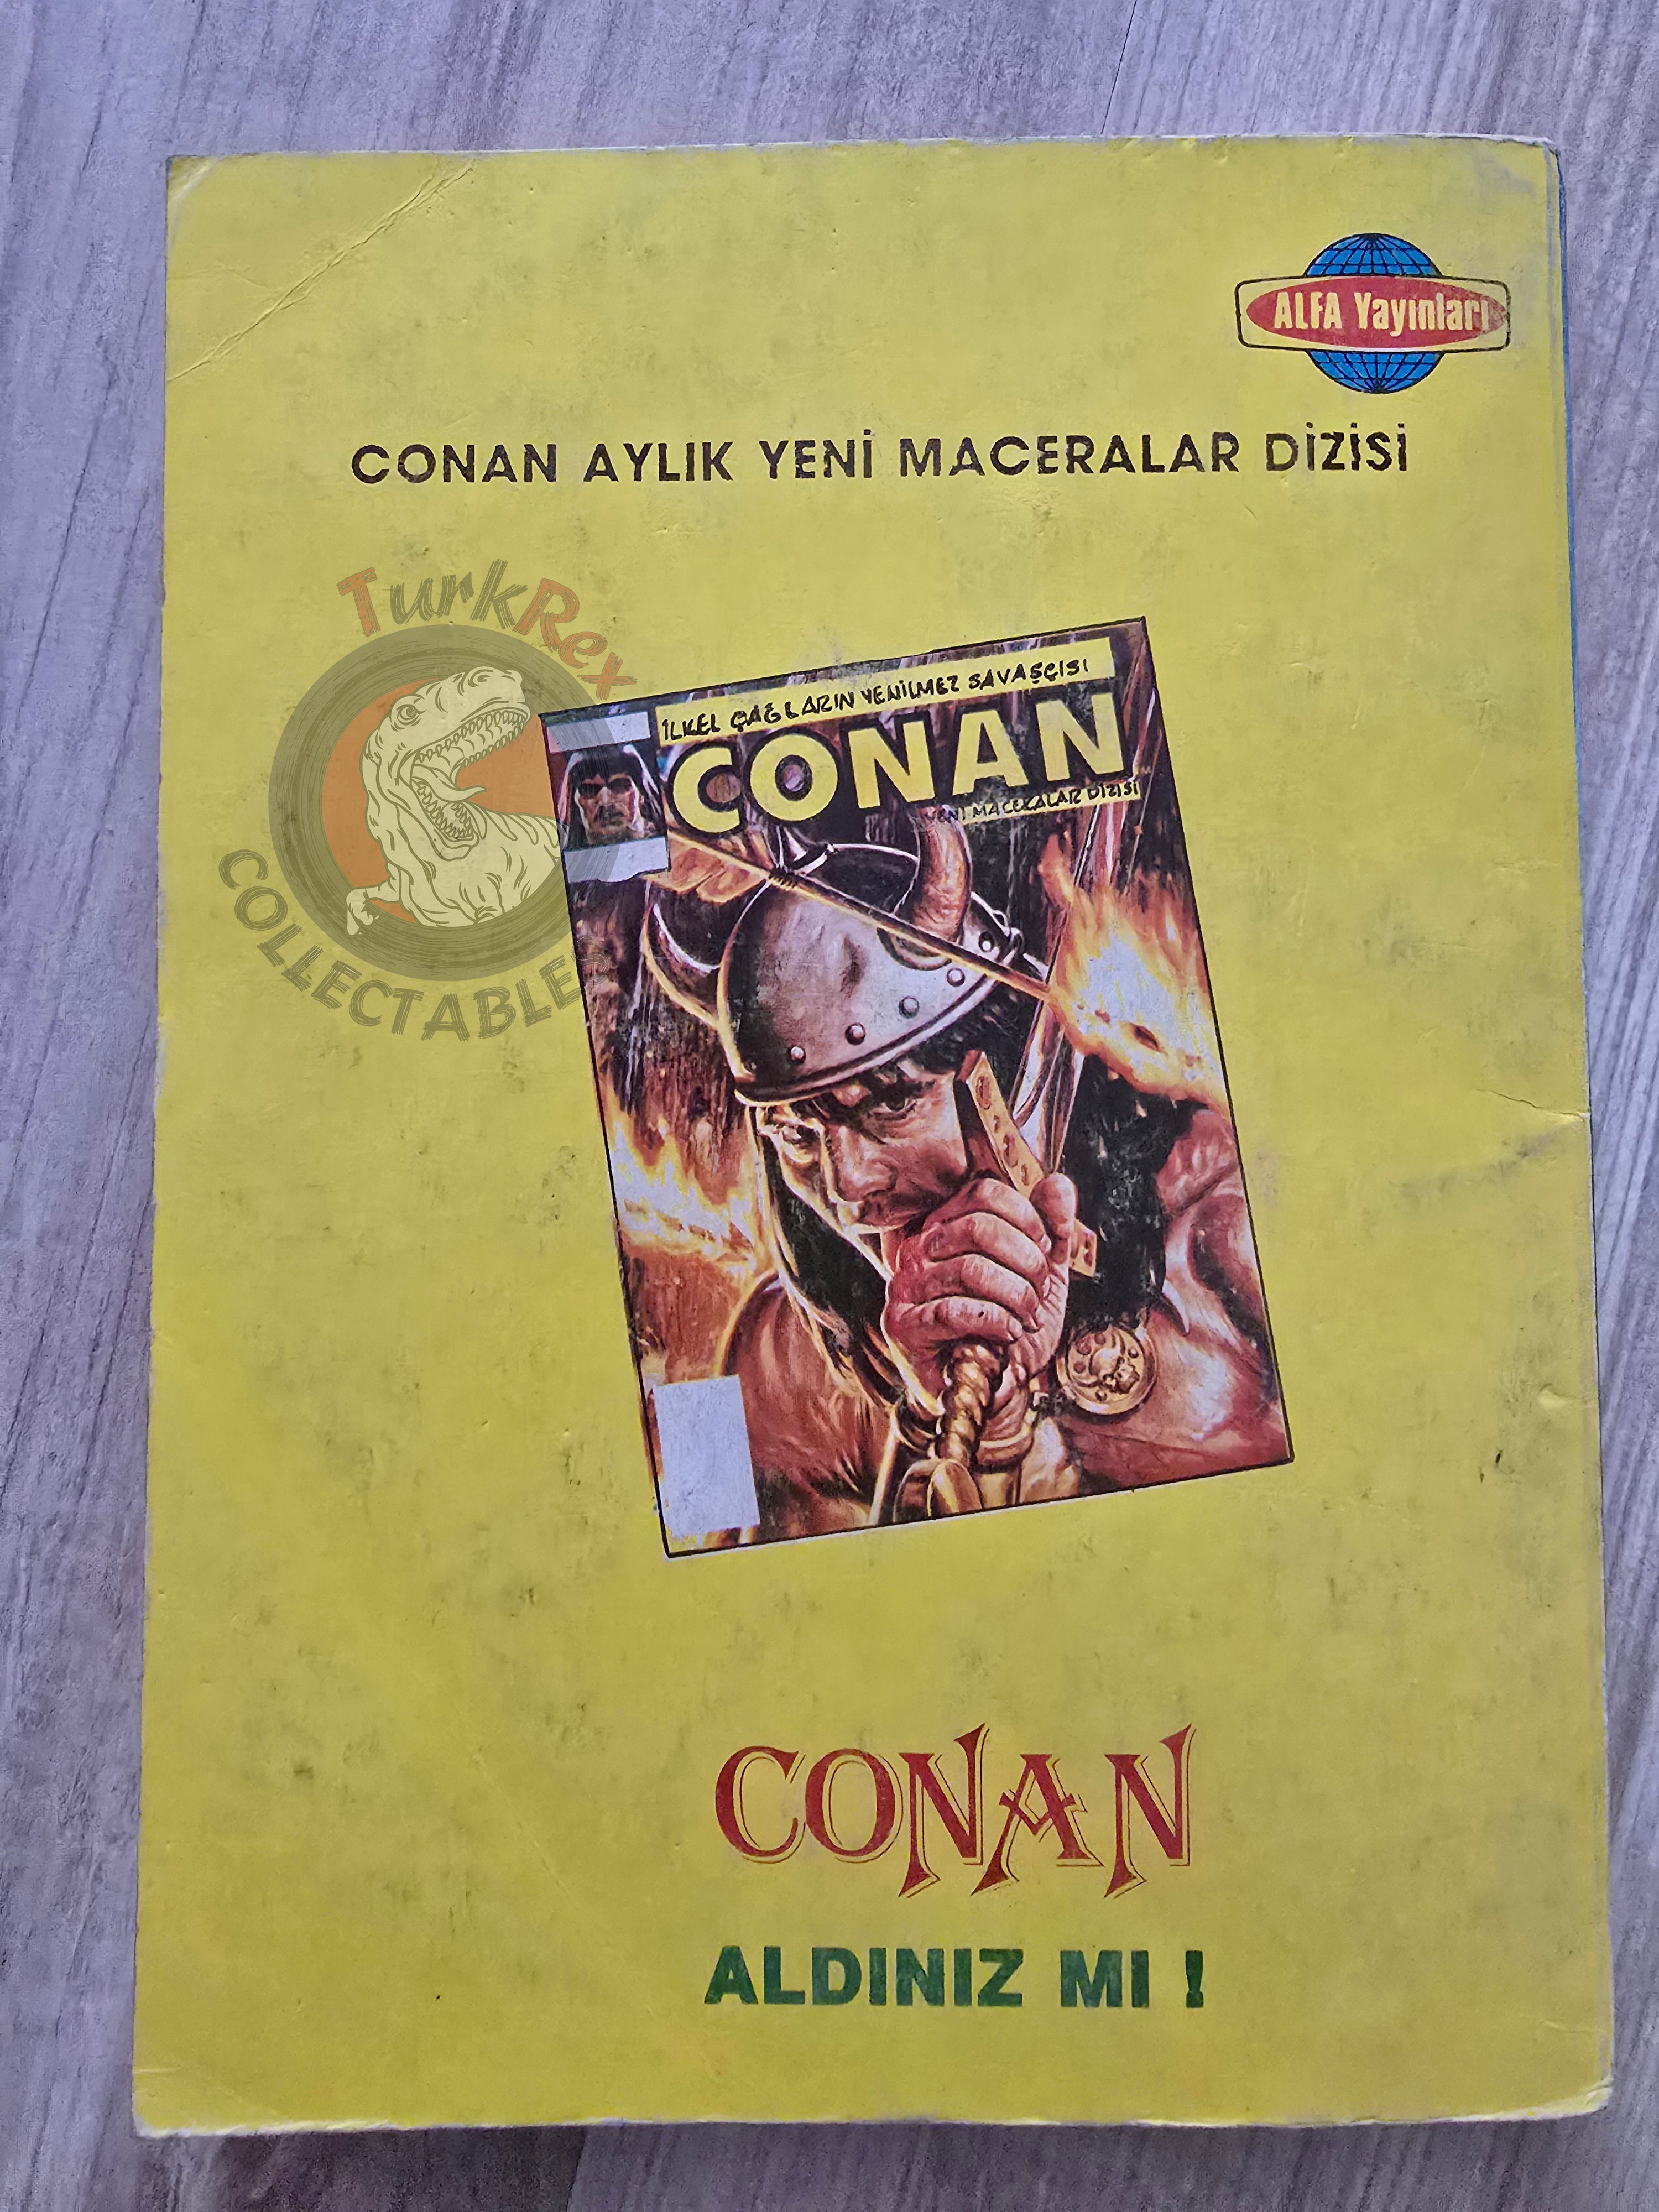 ALFA Yayınları
CONAN AYLIK YENİ MACERALAR DİZİSİ
TurkRex
COLLECTABLES
İLKEL ÇAĞLARIN YENİLMEZ SAVAŞÇISI
CONAN
YENİ MACERALAR DİZİSİ
CONAN
ALDINIZ MI !